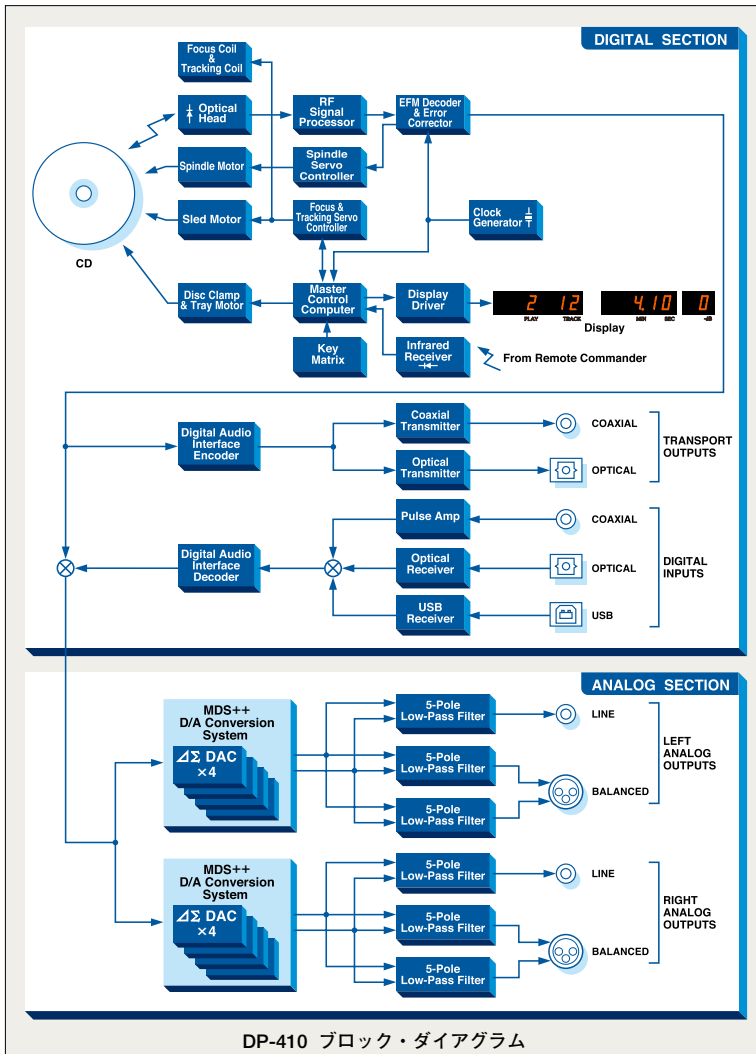 DIGITAL SECTION
Focus Coil
&
Tracking Coil
Optical
Head
RF
Signal
Processor
EFM Decoder
& Error
Corrector
Spindle Motor
Spindle
Servo
Controller
Sled Motor
Focus &
Tracking Servo
Controller
Clock
Generator
CD
Disc Clamp
& Tray Motor
Master
Control
Computer
Display
Driver
2 12
4.10
0
PLAY TRACK
MIN SEC
-dB
Display
Key
Matrix
Infrared
Receiver
From Remote Commander
Digital Audio
Interface
Encoder
Coaxial
Transmitter
COAXIAL
Optical
Transmitter
OPTICAL
TRANSPORT
OUTPUTS
Pulse Amp
COAXIAL
Digital Audio
Interface
Decoder
Optical
Receiver
OPTICAL
USB
Receiver
USB
DIGITAL
INPUTS
ANALOG SECTION
MDS++
D/A Conversion
System
⊿Σ DAC
×4
5-Pole
Low-Pass Filter
LINE
5-Pole
Low-Pass Filter
5-Pole
Low-Pass Filter
BALANCED
LEFT
ANALOG
OUTPUTS
MDS++
D/A Conversion
System
⊿Σ DAC
×4
5-Pole
Low-Pass Filter
LINE
5-Pole
Low-Pass Filter
5-Pole
Low-Pass Filter
BALANCED
RIGHT
ANALOG
OUTPUTS
DP-410 ブロック・ダイアグラム